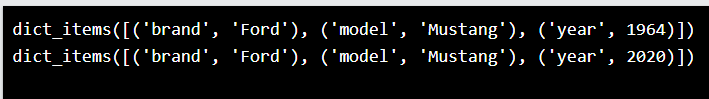 dict_items([('brand', 'Ford'), ('model', 'Mustang'), ('year', 1964)])
dict_items([('brand', 'Ford'), ('model', 'Mustang'), ('year', 2020)])